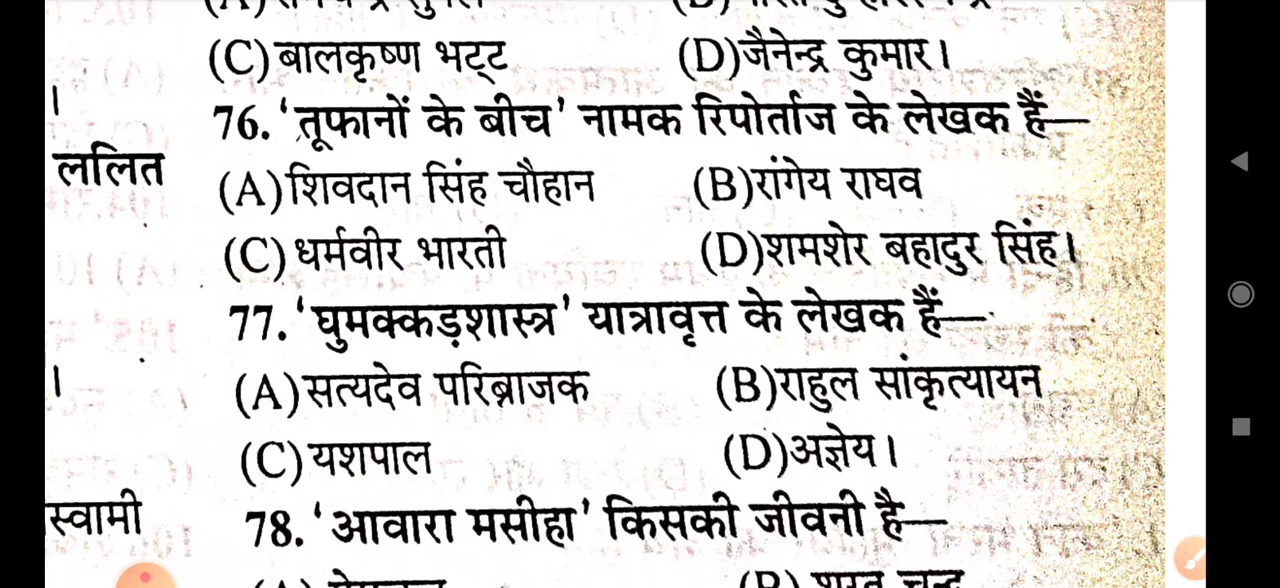 (C) बालकृष्ण भट्ट (D) जैनेन्द्र कुमार।
76. 'तूफानों के बीच' नामक रिपोर्ताज के लेखक हैं—
ललित
(A) शिवदान सिंह चौहान (B) रांगेय राघव
(C) धर्मवीर भारती (D) शमशेर बहादुर सिंह।
77. 'घुमक्कड़शास्त्र' यात्रावृत्त के लेखक हैं—
(A) सत्यदेव परिब्राजक (B) राहुल सांकृत्यायन
(C) यशपाल (D) अज्ञेय।
स्वामी
78. 'आवारा मसीहा' किसकी जीवनी है—